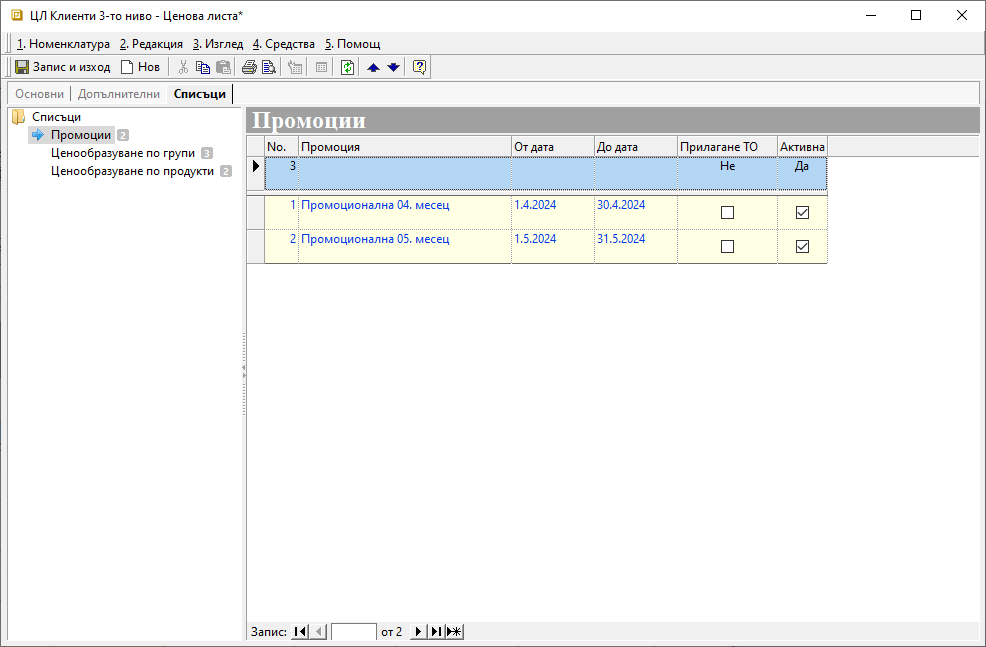 ЦЛ Клиенти 3-то ниво - Ценова листа*
1. Номенклатура 2. Редакция 3. Изглед 4. Средства 5. Помощ
Запис и изход Нов
Основни Допълнителни Списъци
Списъци
Промоции 2
Ценообразуване по групи 3
Ценообразуване по продукти 2
Промоции
No. Промоция От дата До дата Прилагане ТО Активна
3 Не Да
1 Промоционална 04. месец 1.4.2024 30.4.2024
2 Промоционална 05. месец 1.5.2024 31.5.2024
Запис: от 2